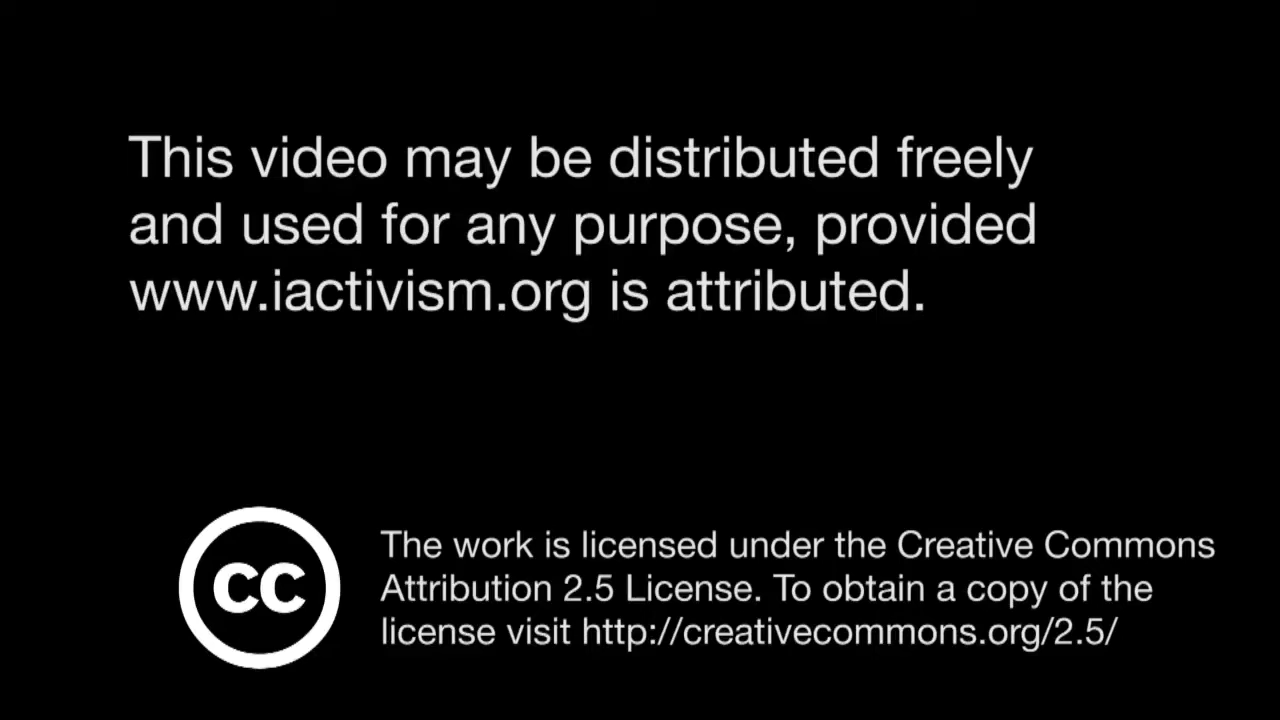 This video may be distributed freely
and used for any purpose, provided
www.iactivism.org is attributed.
cc
The work is licensed under the Creative Commons
Attribution 2.5 License. To obtain a copy of the
license visit http://creativecommons.org/2.5/